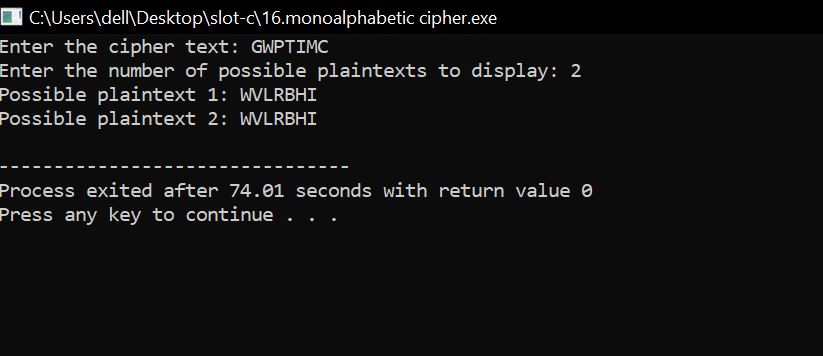 C:\Users\dell\Desktop\slot-c\16.monoalphabetic cipher.exe
Enter the cipher text: GWPTIMC
Enter the number of possible plaintexts to display: 2
Possible plaintext 1: WVLRBHI
Possible plaintext 2: WVLRBHI
--------------------------------
Process exited after 74.01 seconds with return value 0
Press any key to continue . . .